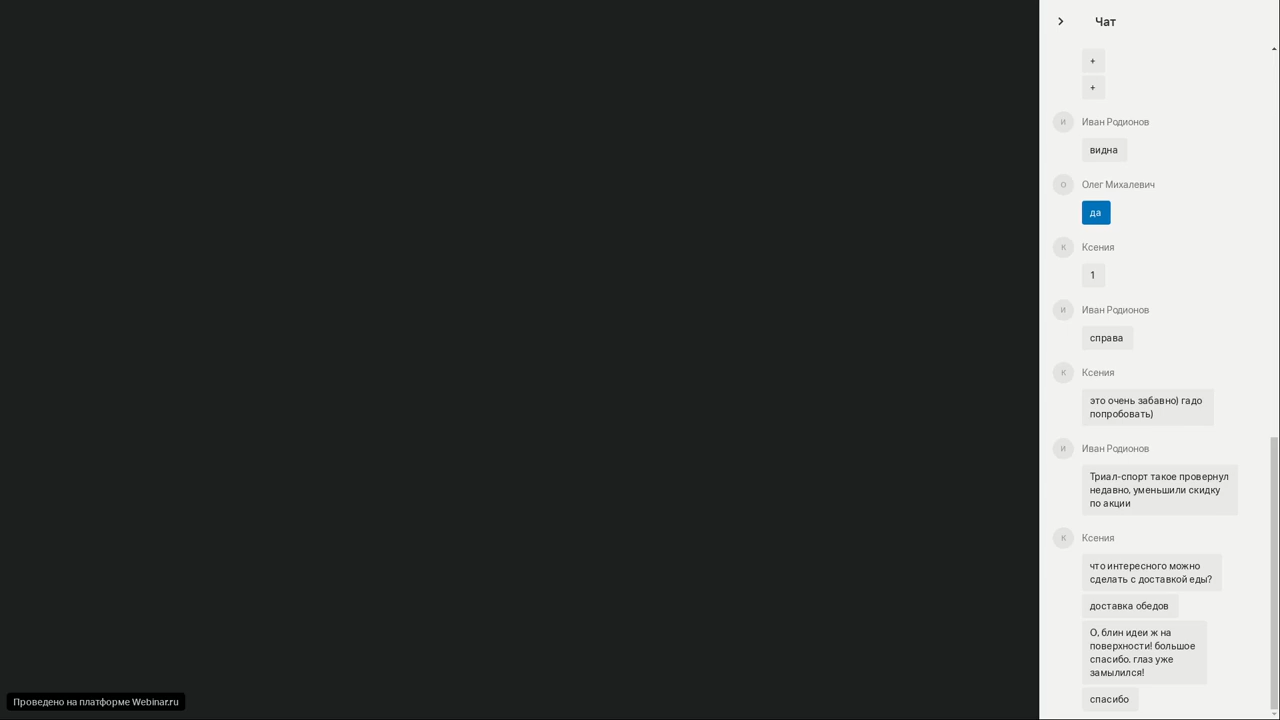 Чат
+
+
И
Иван Родионов
видна
О
Олег Михалевич
да
К
Ксения
1
И
Иван Родионов
справа
К
Ксения
это очень забавно) гадо
попробовать)
И
Иван Родионов
Триал-спорт такое провернул
недавно, уменьшили скидку
по акции
К
Ксения
что интересного можно
сделать с доставкой еды?
доставка обедов
О, блин идеи ж на
поверхности! большое
спасибо. глаз уже
замылился!
спасибо
Проведено на платформе Webinar.ru